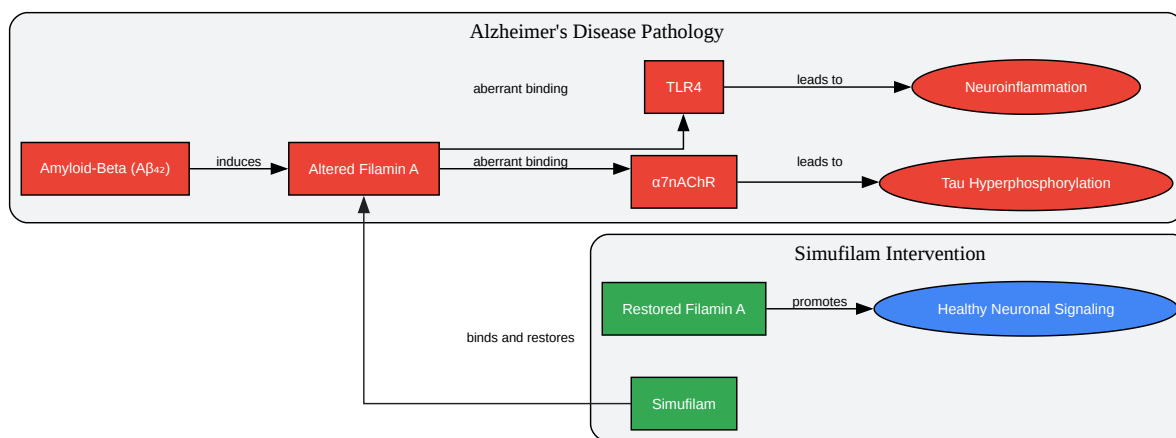 Alzheimer's Disease Pathology
aberrant binding
TLR4
leads to
Neuroinflammation
Amyloid-Beta (Aβ₄₂)
induces
Altered Filamin A
aberrant binding
α7nAChR
leads to
Tau Hyperphosphorylation
Simufilam Intervention
Restored Filamin A
promotes
Healthy Neuronal Signaling
binds and restores
Simufilam